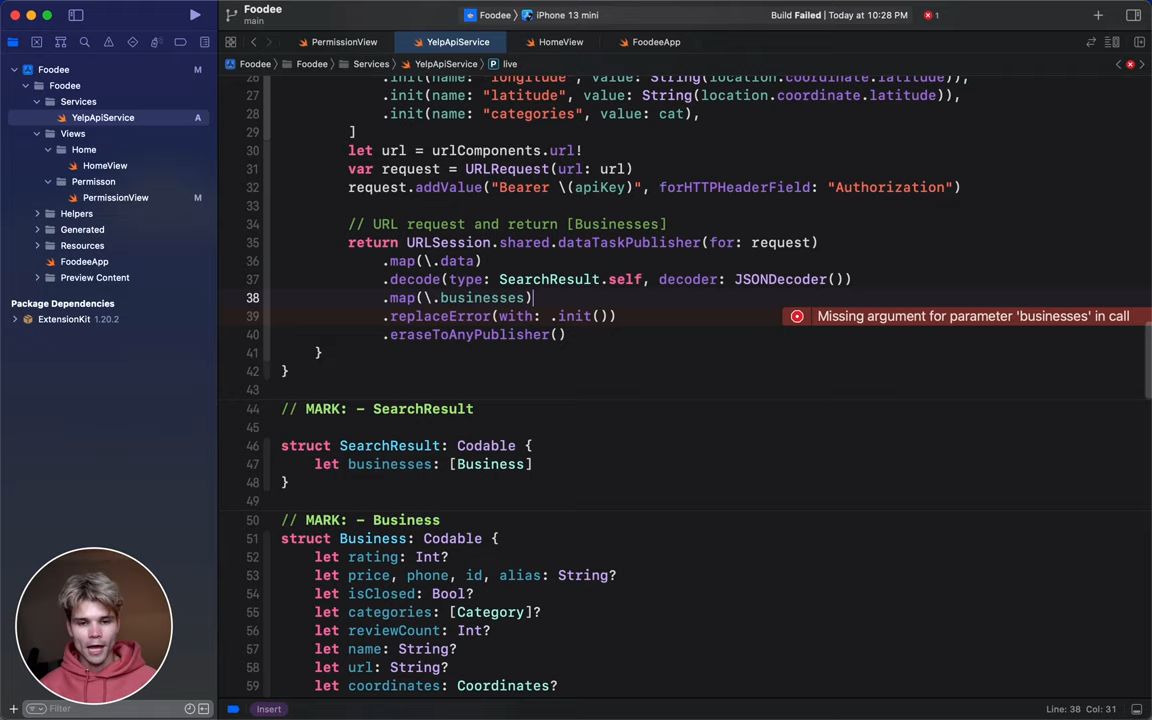 Foodee
main
Foodee 〉 iPhone 13 mini
Build Failed | Today at 10:28 PM
1
PermissionView
YelpApiService
HomeView
FoodeeApp
Foodee 〉 Foodee 〉 Services 〉 YelpApiService 〉 P live
Foodee M
Foodee
Services
YelpApiService A
Views
Home
HomeView
Permisson
PermissionView M
Helpers
Generated
Resources
FoodeeApp
Preview Content
Package Dependencies
ExtensionKit 1.20.2
Filter
26 .init(name: "longitude", value: String(location.coordinate.longitude)),
27 .init(name: "latitude", value: String(location.coordinate.latitude)),
28 .init(name: "categories", value: cat),
29 ]
30 let url = urlComponents.url!
31 var request = URLRequest(url: url)
32 request.addValue("Bearer \(apiKey)", forHTTPHeaderField: "Authorization")
33
34 // URL request and return [Businesses]
35 return URLSession.shared.dataTaskPublisher(for: request)
36 .map(\.data)
37 .decode(type: SearchResult.self, decoder: JSONDecoder())
38 .map(\.businesses)
39 .replaceError(with: .init()) Missing argument for parameter 'businesses' in call
40 .eraseToAnyPublisher()
41 }
42 }
43
44 // MARK: - SearchResult
45
46 struct SearchResult: Codable {
47 let businesses: [Business]
48 }
49
50 // MARK: - Business
51 struct Business: Codable {
52 let rating: Int?
53 let price, phone, id, alias: String?
54 let isClosed: Bool?
55 let categories: [Category]?
56 let reviewCount: Int?
57 let name: String?
58 let url: String?
59 let coordinates: Coordinates?
Insert
Line: 38 Col: 31